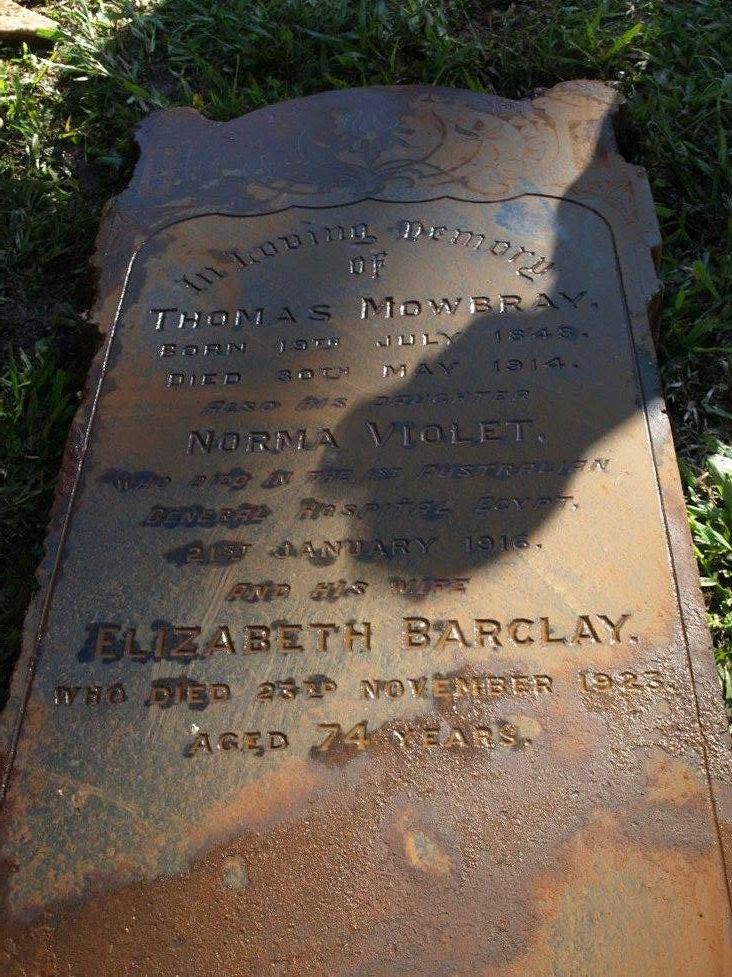 In Loving Memory
OF
THOMAS MOWBRAY.
BORN 19TH JULY 1848.
DIED 30TH MAY 1914.
ALSO HIS DAUGHTER
NORMA VIOLET.
WHO DIED IN THE 1ST AUSTRALIAN
GENERAL HOSPITAL EGYPT.
21ST JANUARY 1916.
AND HIS WIFE
ELIZABETH BARCLAY.
WHO DIED 23RD NOVEMBER 1923.
AGED 74 YEARS.